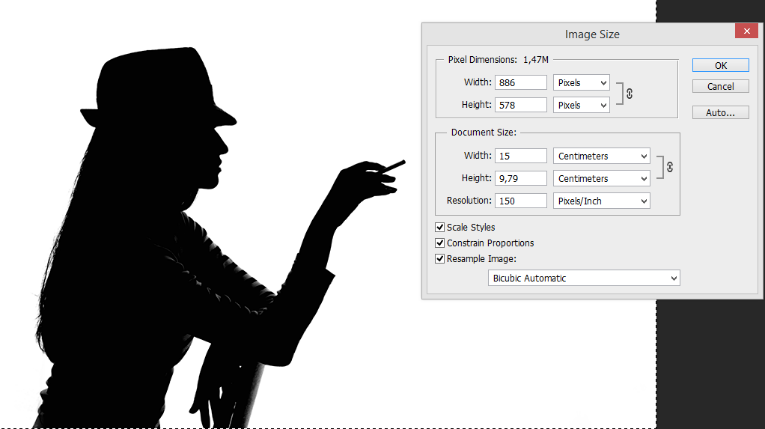 Image Size
Pixel Dimensions: 1,47M
Width: 886 Pixels
Height: 578 Pixels
Document Size:
Width: 15 Centimeters
Height: 9,79 Centimeters
Resolution: 150 Pixels/Inch
Scale Styles
Constrain Proportions
Resample Image:
Bicubic Automatic
OK
Cancel
Auto...